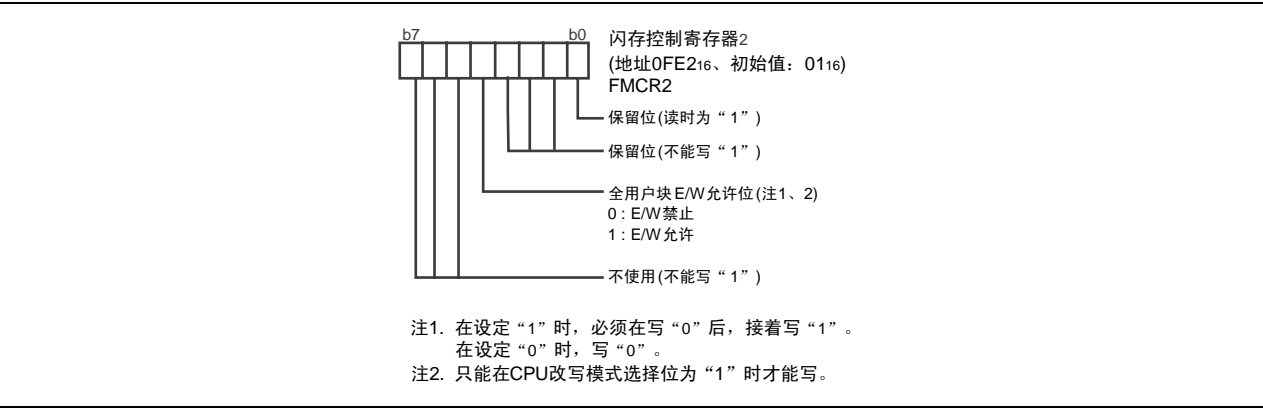 b7 b0
闪存控制寄存器2
(地址0FE216、初始值：0116)
FMCR2
保留位(读时为“1”)
保留位(不能写“1”)
全用户块E/W允许位(注1、2)
0 : E/W禁止
1 : E/W允许
不使用(不能写“1”)
注1. 在设定“1”时，必须在写“0”后，接着写“1”。
在设定“0”时，写“0”。
注2. 只能在CPU改写模式选择位为“1”时才能写。